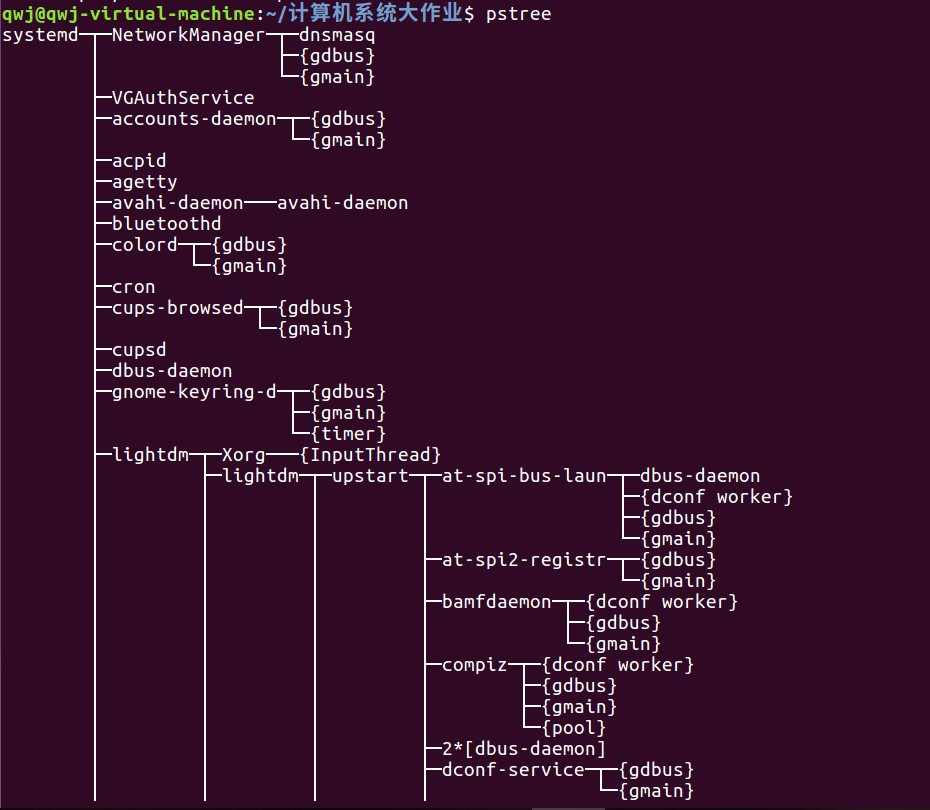 qwj@qwj-virtual-machine:~/计算机系统大作业$ pstree
systemd─┬─NetworkManager─┬─dnsmasq
        │                ├─{gdbus}
        │                └─{gmain}
        ├─VGAuthService
        ├─accounts-daemon─┬─{gdbus}
        │                 └─{gmain}
        ├─acpid
        ├─agetty
        ├─avahi-daemon───avahi-daemon
        ├─bluetoothd
        ├─colord─┬─{gdbus}
        │        └─{gmain}
        ├─cron
        ├─cups-browsed─┬─{gdbus}
        │              └─{gmain}
        ├─cupsd
        ├─dbus-daemon
        ├─gnome-keyring-d─┬─{gdbus}
        │                 ├─{gmain}
        │                 └─{timer}
        ├─lightdm─┬─Xorg───{InputThread}
        │         ├─lightdm─┬─upstart─┬─at-spi-bus-laun─┬─dbus-daemon
        │         │         │         │                 ├─{dconf worker}
        │         │         │         │                 ├─{gdbus}
        │         │         │         │                 └─{gmain}
        │         │         │         ├─at-spi2-registr─┬─{gdbus}
        │         │         │         │                 └─{gmain}
        │         │         │         ├─bamfdaemon─┬─{dconf worker}
        │         │         │         │            ├─{gdbus}
        │         │         │         │            └─{gmain}
        │         │         │         ├─compiz─┬─{dconf worker}
        │         │         │         │        ├─{gdbus}
        │         │         │         │        ├─{gmain}
        │         │         │         │        └─{pool}
        │         │         │         ├─2*[dbus-daemon]
        │         │         │         ├─dconf-service─┬─{gdbus}
        │         │         │         │               └─{gmain}